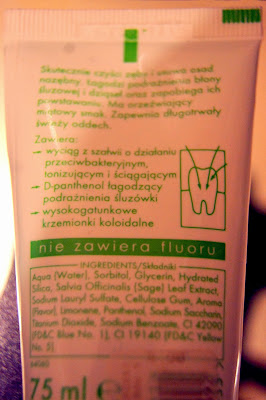 Skutecznie czyści zęby i usuwa osad
nazębny. Łagodzi podrażnienia błony
śluzowej i dziąseł oraz zapobiega ich
powstawaniu. Ma orzeźwiający
miętowy smak. Zapewnia długotrwały
świeży oddech.
Zawiera:
wyciąg z szałwii o działaniu
przeciwbakteryjnym,
tonizującym i ściągającym
D-panthenol łagodzący
podrażnienia śluzówki
wysokogatunkowe
krzemionki koloidalne
nie zawiera fluoru
INGREDIENTS/Składniki
Aqua (Water), Sorbitol, Glycerin, Hydrated
Silica, Salvia Officinalis (Sage) Leaf Extract,
Sodium Lauryl Sulfate, Cellulose Gum, Aroma
(Flavor), Limonene, Panthenol, Sodium Saccharin,
Titanium Dioxide, Sodium Benzoate, CI 42090
(FD&C Blue No. 1), CI 19140 (FD&C Yellow
No. 5)
75 ml e